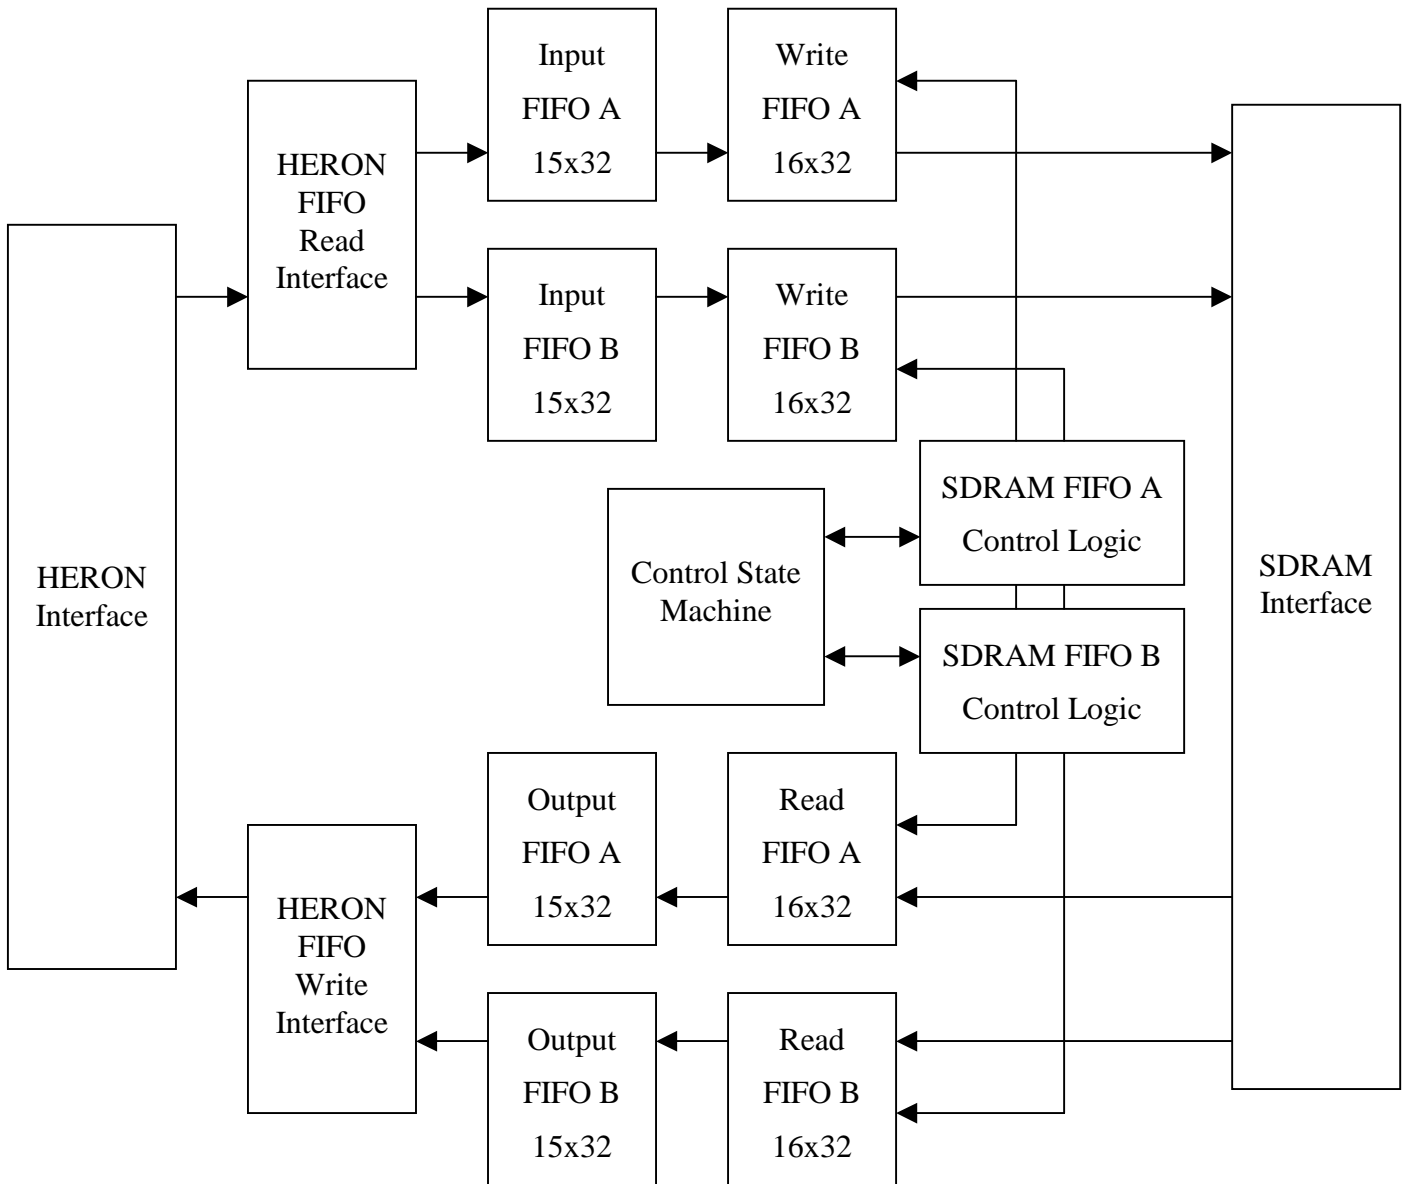 Input
FIFO A
15x32
Write
FIFO A
16x32
HERON
FIFO
Read
Interface
Input
FIFO B
15x32
Write
FIFO B
16x32
HERON
Interface
Control State
Machine
SDRAM FIFO A
Control Logic
SDRAM FIFO B
Control Logic
SDRAM
Interface
Output
FIFO A
15x32
Read
FIFO A
16x32
HERON
FIFO
Write
Interface
Output
FIFO B
15x32
Read
FIFO B
16x32